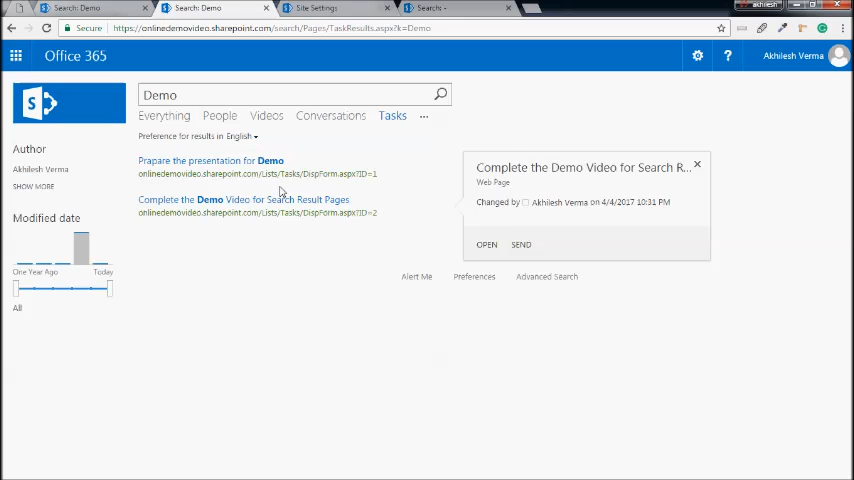 akhilesh
Search: Demo
Search: Demo
Site Settings
Search: -
Secure
https://onlinedemovideo.sharepoint.com/search/Pages/TaskResults.aspx?k=Demo
Office 365
?
Akhilesh Verma
S
Demo
Everything People Videos Conversations Tasks ...
Preference for results in English
Author
Akhilesh Verma
SHOW MORE
Modified date
One Year Ago Today
All
Prapare the presentation for Demo
onlinedemovideo.sharepoint.com/Lists/Tasks/DispForm.aspx?ID=1
Complete the Demo Video for Search Result Pages
onlinedemovideo.sharepoint.com/Lists/Tasks/DispForm.aspx?ID=2
Complete the Demo Video for Search R...
Web Page
Changed by Akhilesh Verma on 4/4/2017 10:31 PM
OPEN SEND
Alert Me Preferences Advanced Search